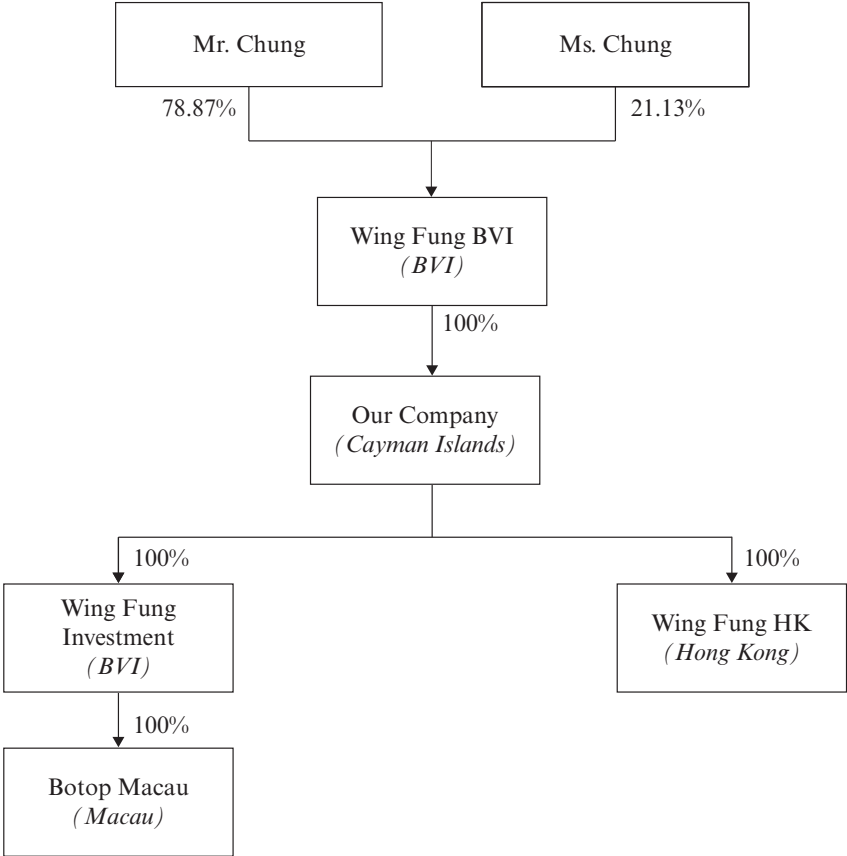 Mr. Chung
Ms. Chung
78.87%
21.13%
Wing Fung BVI
(BVI)
100%
Our Company
(Cayman Islands)
100%
100%
Wing Fung
Investment
(BVI)
Wing Fung HK
(Hong Kong)
100%
Botop Macau
(Macau)